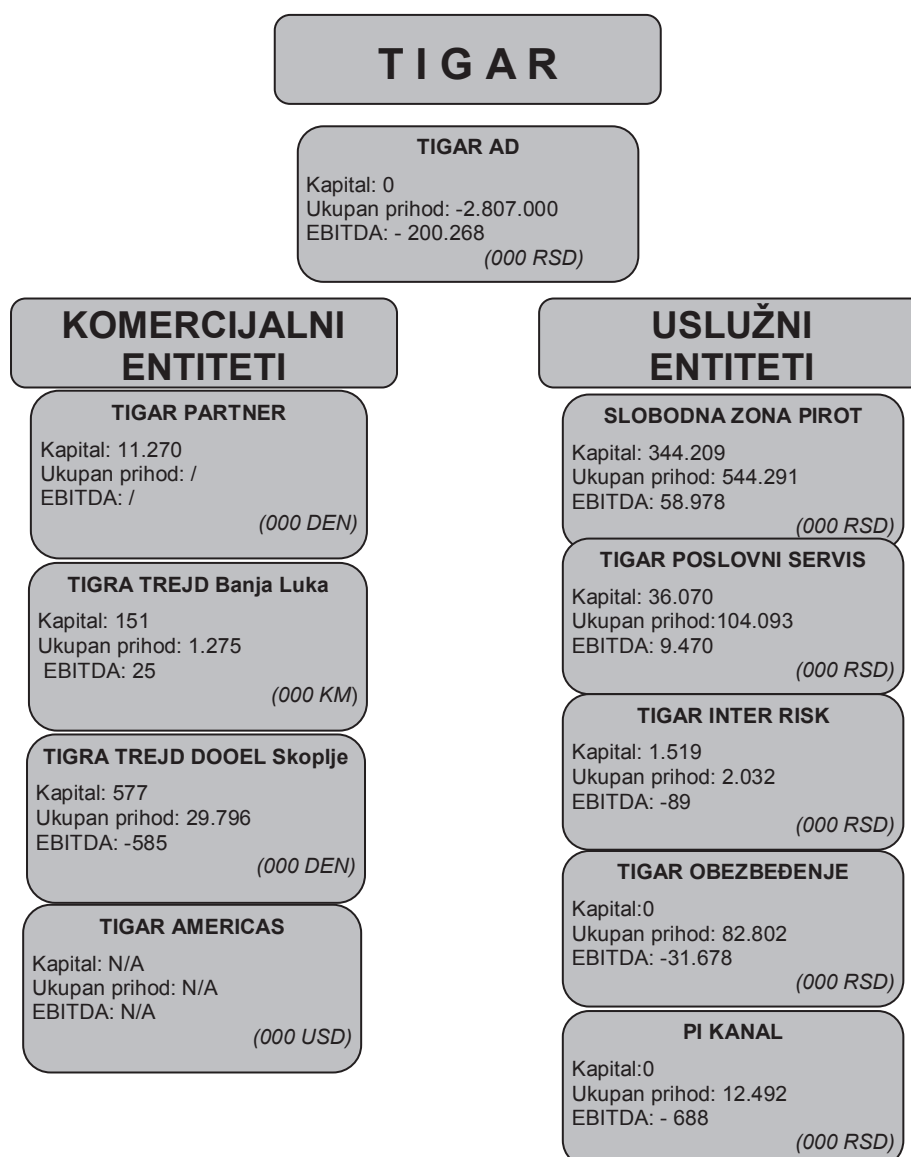 T I G A R
TIGAR AD
Kapital: 0
Ukupan prihod: -2.807.000
EBITDA: - 200.268
(000 RSD)
KOMERCIJALNI
ENTITETI
TIGAR PARTNER
Kapital: 11.270
Ukupan prihod: /
EBITDA: /
(000 DEN)
TIGRA TREJD Banja Luka
Kapital: 151
Ukupan prihod: 1.275
EBITDA: 25
(000 KM)
TIGRA TREJD DOOEL Skoplje
Kapital: 577
Ukupan prihod: 29.796
EBITDA: -585
(000 DEN)
TIGAR AMERICAS
Kapital: N/A
Ukupan prihod: N/A
EBITDA: N/A
(000 USD)
USLUŽNI
ENTITETI
SLOBODNA ZONA PIROT
Kapital: 344.209
Ukupan prihod: 544.291
EBITDA: 58.978
(000 RSD)
TIGAR POSLOVNI SERVIS
Kapital: 36.070
Ukupan prihod:104.093
EBITDA: 9.470
(000 RSD)
TIGAR INTER RISK
Kapital: 1.519
Ukupan prihod: 2.032
EBITDA: -89
(000 RSD)
TIGAR OBEZBEĐENJE
Kapital:0
Ukupan prihod: 82.802
EBITDA: -31.678
(000 RSD)
PI KANAL
Kapital:0
Ukupan prihod: 12.492
EBITDA: - 688
(000 RSD)